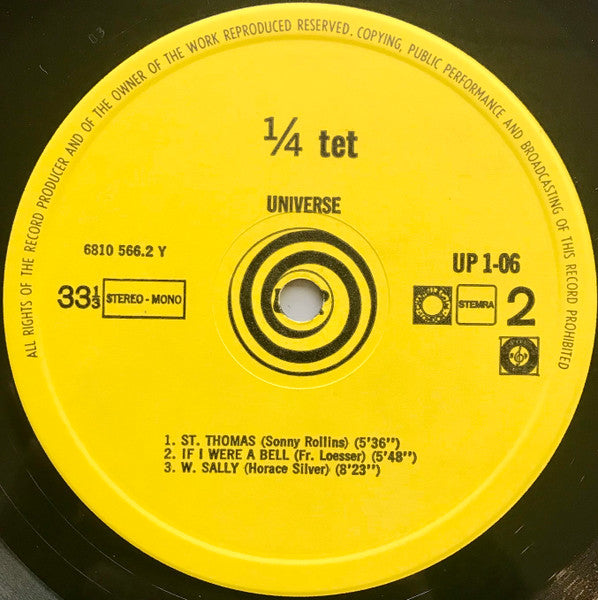 ALL RIGHTS OF THE RECORD PRODUCER AND OF THE OWNER OF THE WORK REPRODUCED RESERVED. COPYING, PUBLIC PERFORMANCE AND BROADCASTING OF THIS RECORD PROHIBITED
1/4 tet
UNIVERSE
6810 566.2 Y
UP 1-06
33⅓ STEREO - MONO
STEMRA 2
1. ST. THOMAS (Sonny Rollins) (5'36")
2. IF I WERE A BELL (Fr. Loesser) (5'48")
3. W. SALLY (Horace Silver) (8'23")